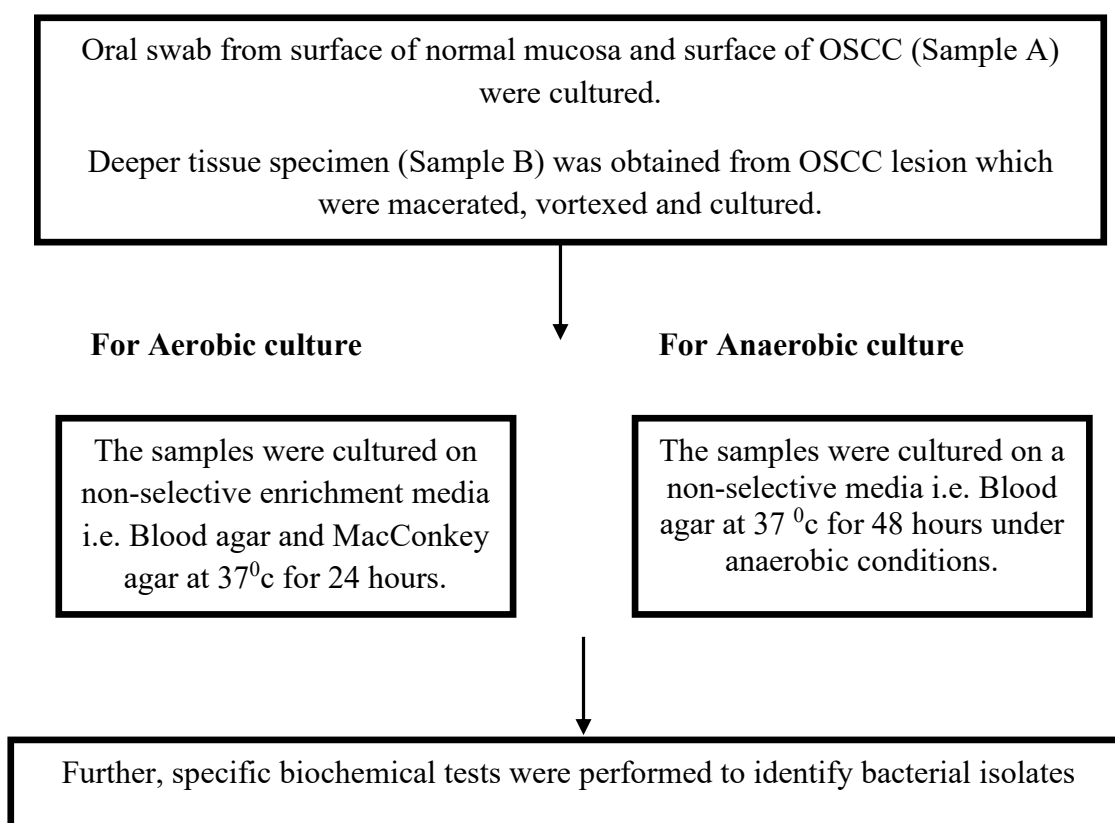 Oral swab from surface of normal mucosa and surface of OSCC (Sample A)
were cultured.
Deeper tissue specimen (Sample B) was obtained from OSCC lesion which
were macerated, vortexed and cultured.
For Aerobic culture
For Anaerobic culture
The samples were cultured on
non-selective enrichment media
i.e. Blood agar and MacConkey
agar at 37⁰c for 24 hours.
The samples were cultured on a
non-selective media i.e. Blood
agar at 37 ⁰c for 48 hours under
anaerobic conditions.
Further, specific biochemical tests were performed to identify bacterial isolates